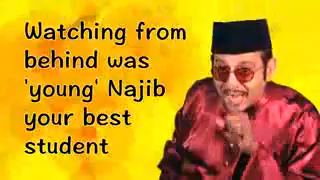 Watching from
behind was
'young' Najib
your best
student